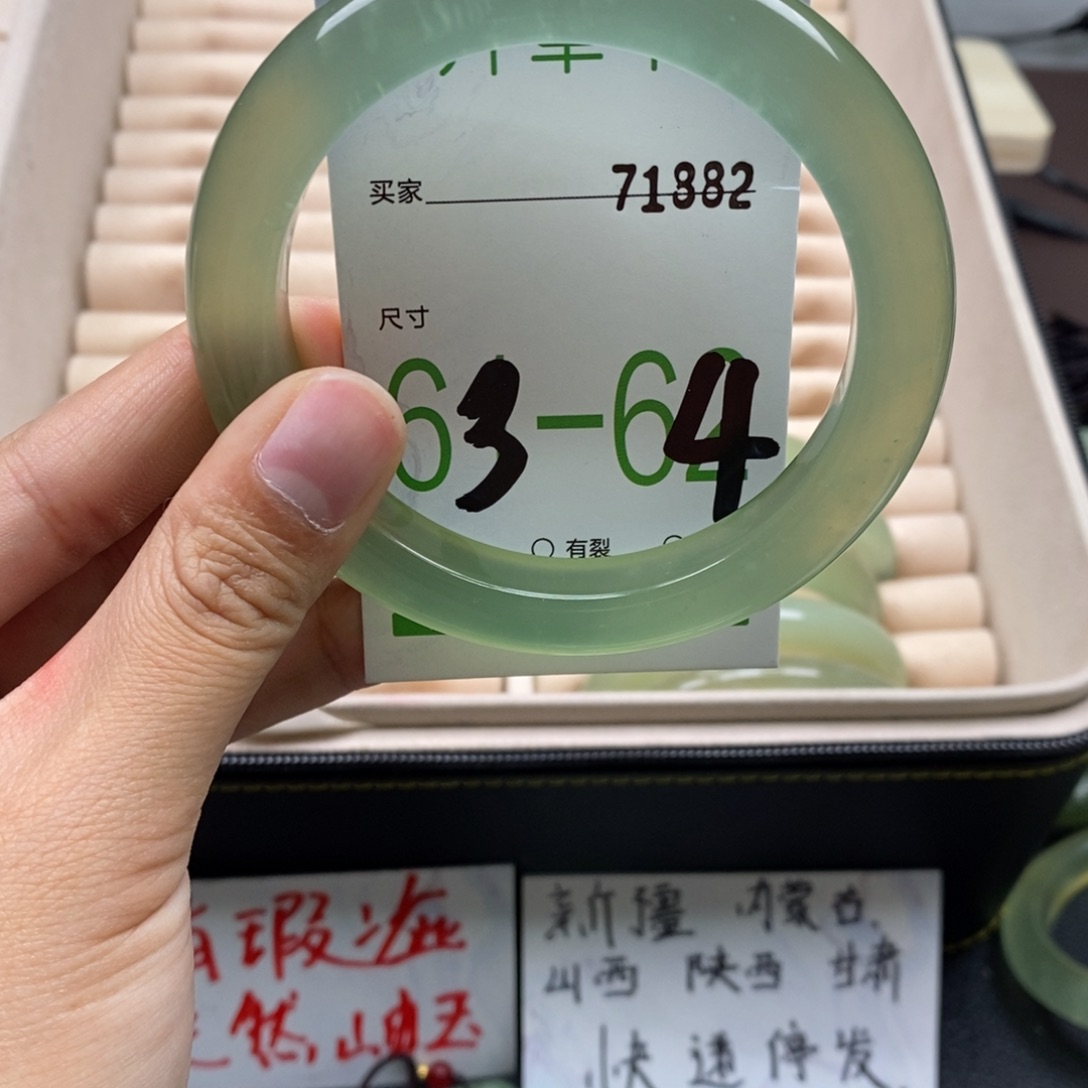 买家 71882
尺寸
63-64
○ 有裂
有瑕疵
天然岫玉
新疆 内蒙古
山西 陕西 甘肃
快递停发